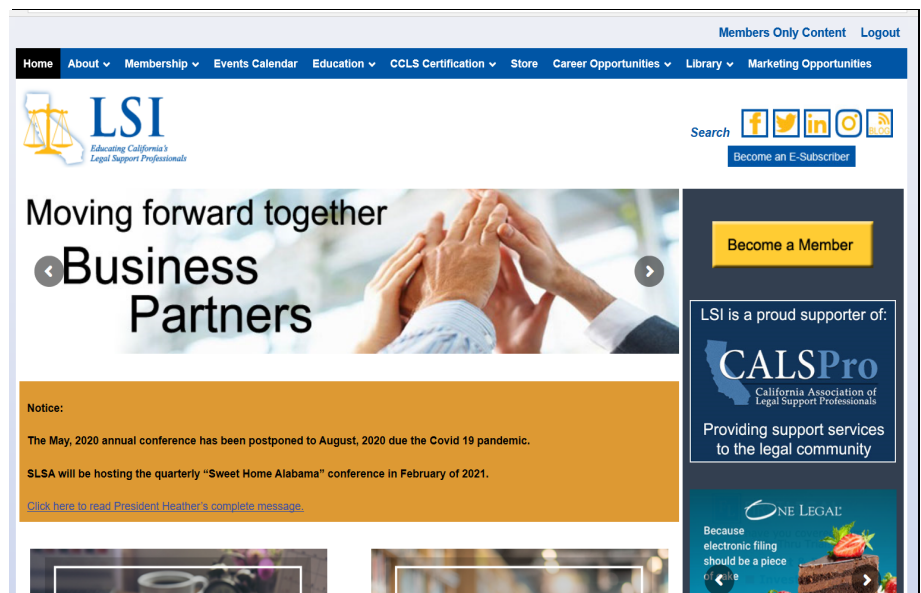 Members Only Content Logout
Home About Membership Events Calendar Education CCLS Certification Store Career Opportunities Library Marketing Opportunities
LSI
Educating California's
Legal Support Professionals
Search
BLOG
Become an E-Subscriber
Moving forward together
Business
Partners
Become a Member
LSI is a proud supporter of:
CALSPro
California Association of
Legal Support Professionals
Providing support services
to the legal community
Notice:
The May, 2020 annual conference has been postponed to August, 2020 due the Covid 19 pandemic.
SLSA will be hosting the quarterly “Sweet Home Alabama” conference in February of 2021.
Click here to read President Heather's complete message.
ONE LEGAL
Because
electronic filing
should be a piece
of cake